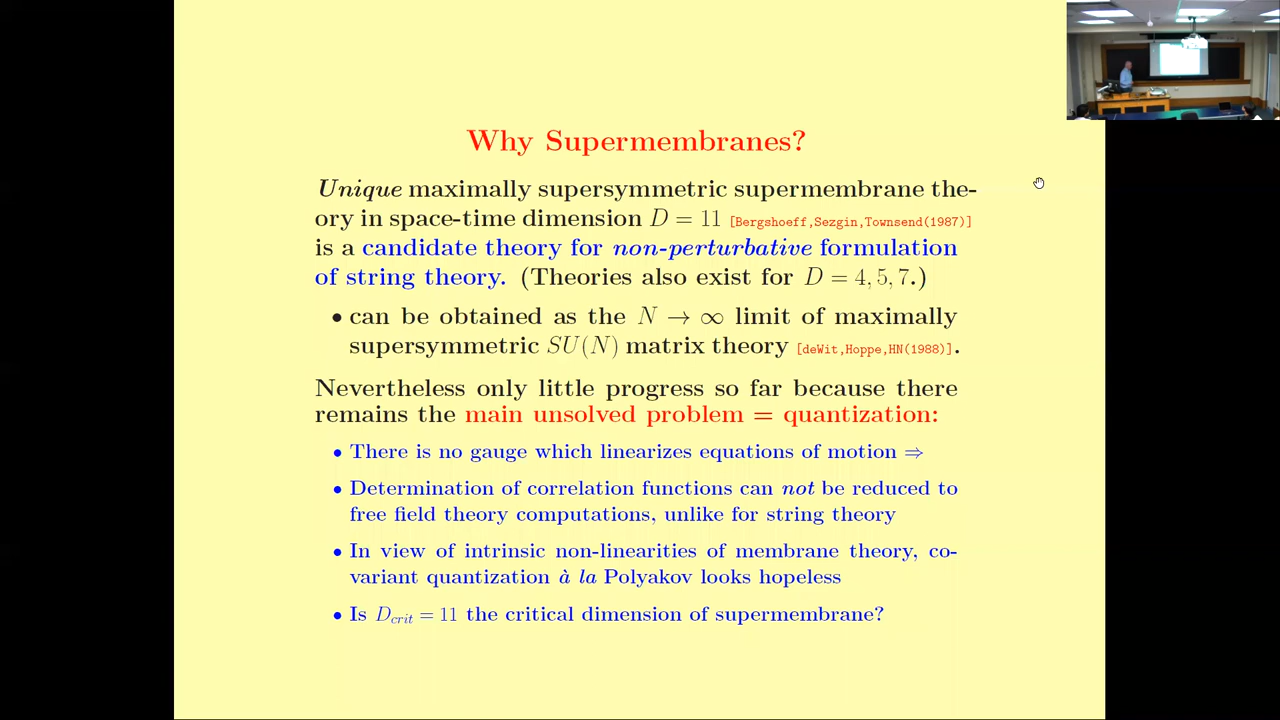 Why Supermembranes?
Unique maximally supersymmetric supermembrane the-
ory in space-time dimension D = 11 [Bergshoeff,Sezgin,Townsend(1987)]
is a candidate theory for non-perturbative formulation
of string theory. (Theories also exist for D = 4, 5, 7.)
• can be obtained as the N → ∞ limit of maximally
supersymmetric SU(N) matrix theory [deWit,Hoppe,HN(1988)].
Nevertheless only little progress so far because there
remains the main unsolved problem = quantization:
• There is no gauge which linearizes equations of motion ⇒
• Determination of correlation functions can not be reduced to
free field theory computations, unlike for string theory
• In view of intrinsic non-linearities of membrane theory, co-
variant quantization à la Polyakov looks hopeless
• Is D_crit = 11 the critical dimension of supermembrane?